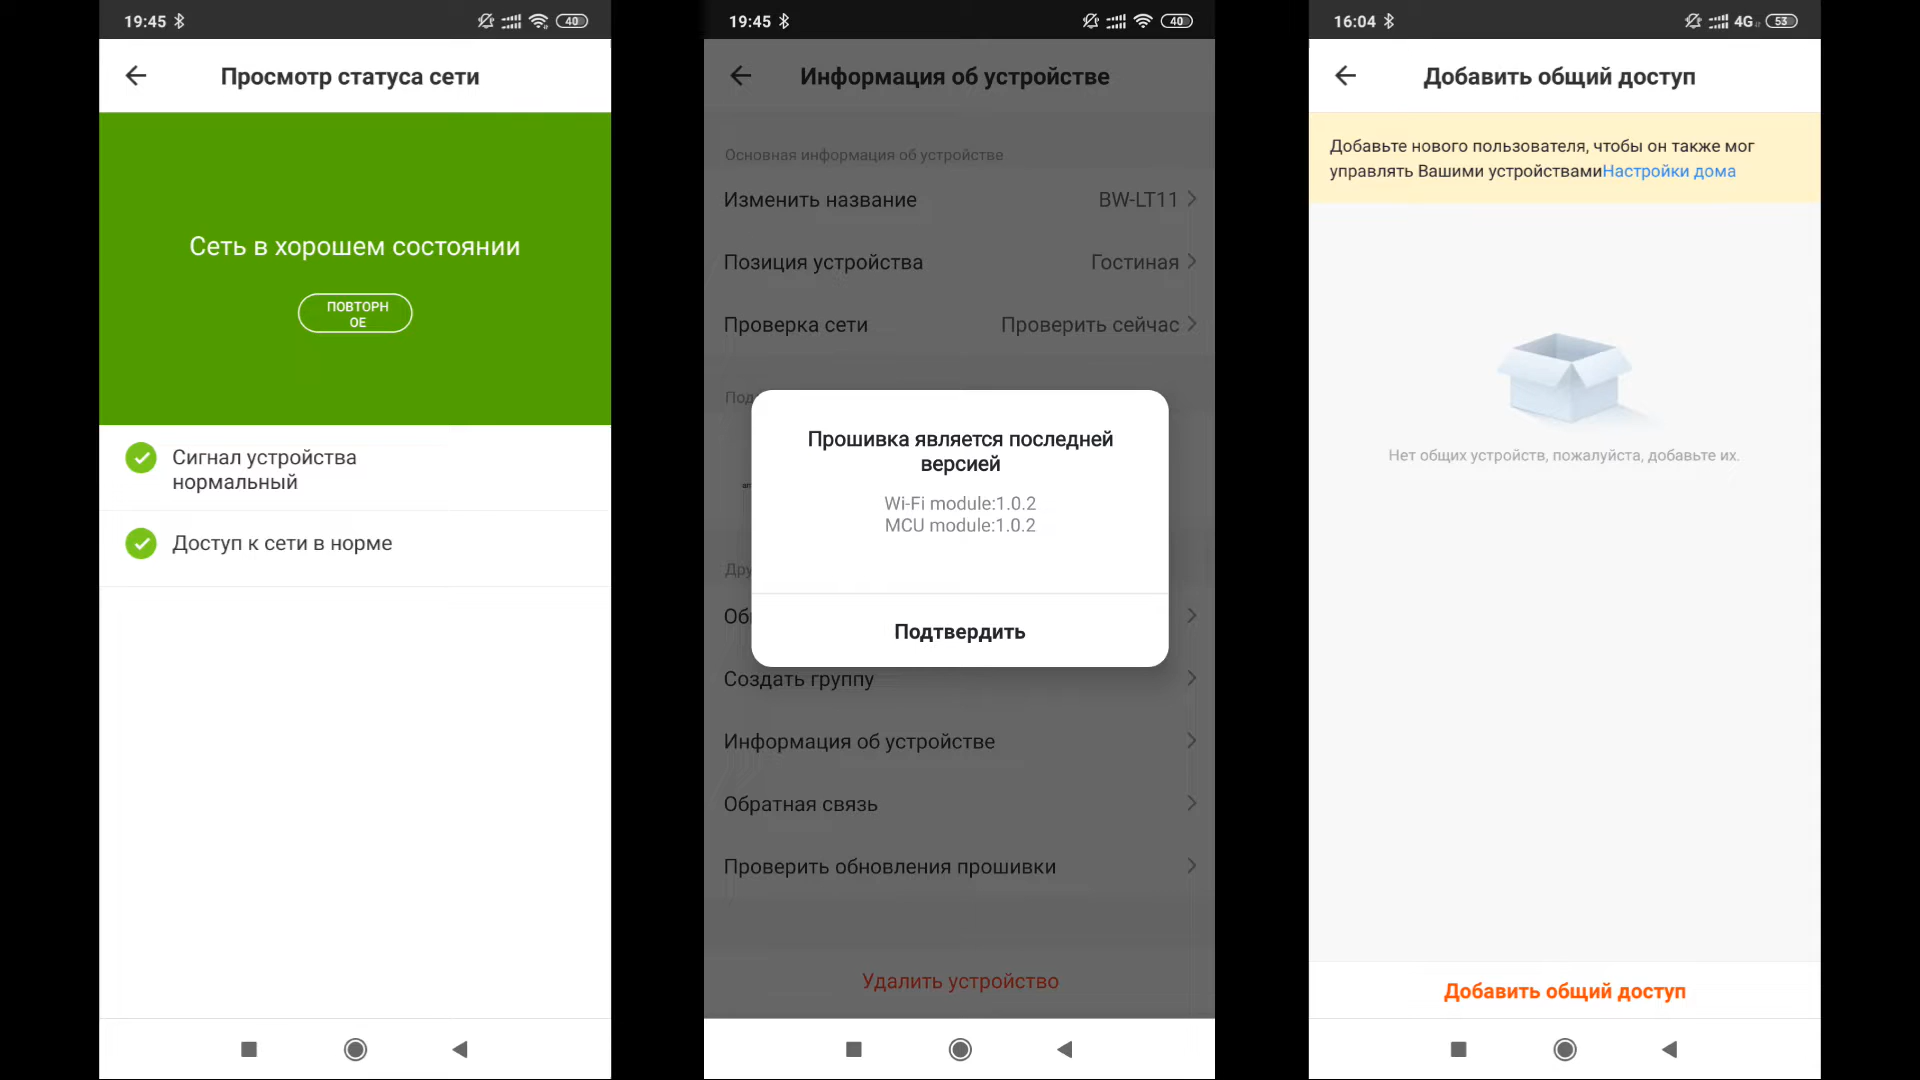 19:45
40
Просмотр статуса сети
Сеть в хорошем состоянии
ПОВТОРН
ОЕ
Сигнал устройства
нормальный
Доступ к сети в норме
19:45
40
Информация об устройстве
Основная информация об устройстве
Изменить название BW-LT11
Позиция устройства Гостиная
Проверка сети Проверить сейчас
Прошивка является последней
версией
Wi-Fi module:1.0.2
MCU module:1.0.2
Подтвердить
Создать группу
Информация об устройстве
Обратная связь
Проверить обновления прошивки
Удалить устройство
16:04
4G 53
Добавить общий доступ
Добавьте нового пользователя, чтобы он также мог
управлять Вашими устройствамиНастройки дома
Нет общих устройств, пожалуйста, добавьте их.
Добавить общий доступ